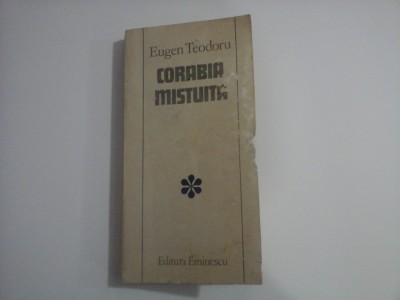 Eugen Teodoru
CORABIA
MISTUITĂ
Editura Eminescu